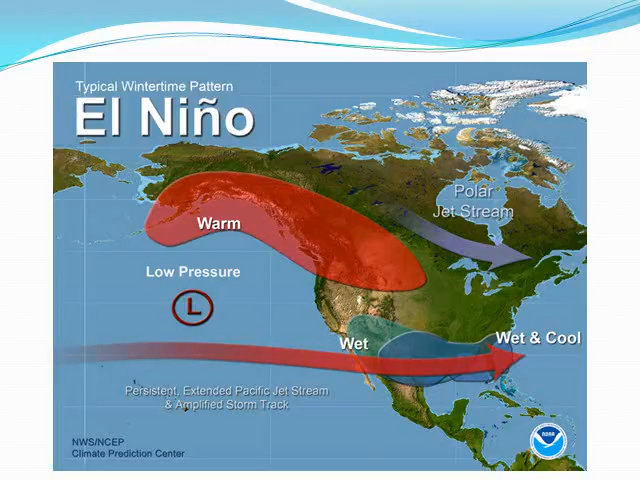 Typical Wintertime Pattern
El Niño
Polar
Jet Stream
Warm
Low Pressure
L
Wet
Wet & Cool
Persistent, Extended Pacific Jet Stream
& Amplified Storm Track
NWS/NCEP
Climate Prediction Center
NOAA